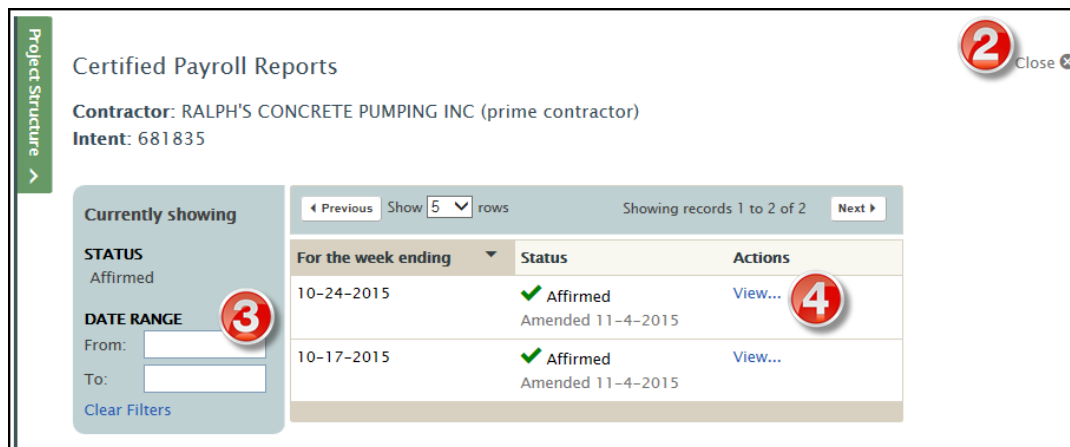 Project Structure
2
Close
Certified Payroll Reports
Contractor: RALPH'S CONCRETE PUMPING INC (prime contractor)
Intent: 681835
Currently showing
STATUS
Affirmed
DATE RANGE
3
From:
To:
Clear Filters
Previous Show 5 rows Showing records 1 to 2 of 2 Next
For the week ending Status Actions
10-24-2015 Affirmed View... 4
Amended 11-4-2015
10-17-2015 Affirmed View...
Amended 11-4-2015